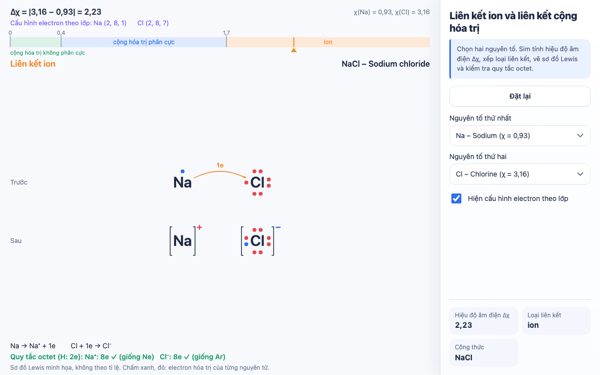 Δχ = |3,16 − 0,93| = 2,23
χ(Na) = 0,93, χ(Cl) = 3,16
Cấu hình electron theo lớp: Na (2, 8, 1) Cl (2, 8, 7)
0 0,4 1,7
cộng hóa trị phân cực ion
cộng hóa trị không phân cực
Liên kết ion
NaCl – Sodium chloride
1e
Trước Na Cl
Sau [Na]+ [Cl]−
Na → Na⁺ + 1e Cl + 1e → Cl⁻
Quy tắc octet (H: 2e): Na⁺: 8e ✓ (giống Ne) Cl⁻: 8e ✓ (giống Ar)
Sơ đồ Lewis minh họa, không theo tỉ lệ. Chấm xanh, đỏ: electron hóa trị của từng nguyên tử.
Liên kết ion và liên kết cộng
hóa trị
Chọn hai nguyên tố. Sim tính hiệu độ âm
điện Δχ, xếp loại liên kết, vẽ sơ đồ Lewis
và kiểm tra quy tắc octet.
Đặt lại
Nguyên tố thứ nhất
Na – Sodium (χ = 0,93)
Nguyên tố thứ hai
Cl – Chlorine (χ = 3,16)
Hiện cấu hình electron theo lớp
Hiệu độ âm điện Δχ
2,23
Loại liên kết
ion
Công thức
NaCl